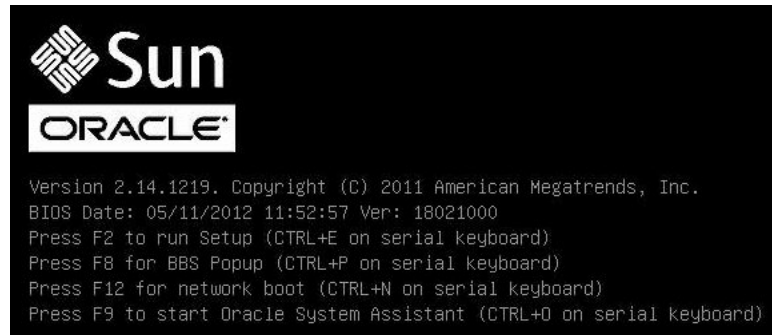 Sun
ORACLE
Version 2.14.1219. Copyright (C) 2011 American Megatrends, Inc.
BIOS Date: 05/11/2012 11:52:57 Ver: 18021000
Press F2 to run Setup (CTRL+E on serial keyboard)
Press F8 for BBS Popup (CTRL+P on serial keyboard)
Press F12 for network boot (CTRL+N on serial keyboard)
Press F9 to start Oracle System Assistant (CTRL+O on serial keyboard)